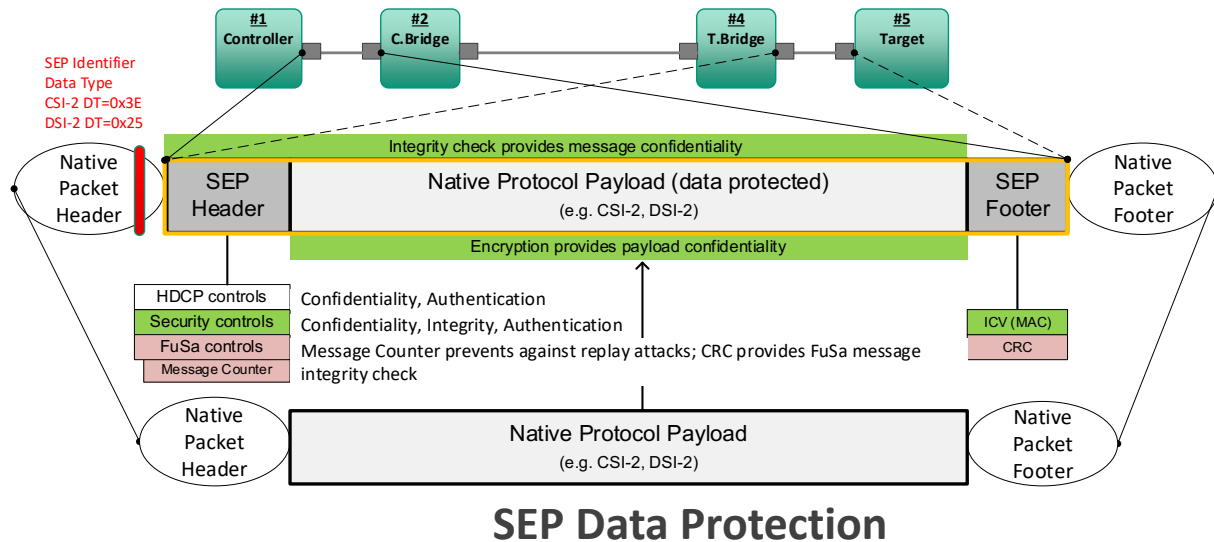 #1
Controller
#2
C.Bridge
#4
T.Bridge
#5
Target
SEP Identifier
Data Type
CSI-2 DT=0x3E
DSI-2 DT=0x25
Integrity check provides message confidentiality
Native
Packet
Header
SEP
Header
Native Protocol Payload (data protected)
(e.g. CSI-2, DSI-2)
SEP
Footer
Native
Packet
Footer
Encryption provides payload confidentiality
HDCP controls
Confidentiality, Authentication
Security controls
Confidentiality, Integrity, Authentication
FuSa controls
Message Counter
Message Counter prevents against replay attacks; CRC provides FuSa message
integrity check
ICV (MAC)
CRC
Native
Packet
Header
Native Protocol Payload
(e.g. CSI-2, DSI-2)
Native
Packet
Footer
SEP Data Protection